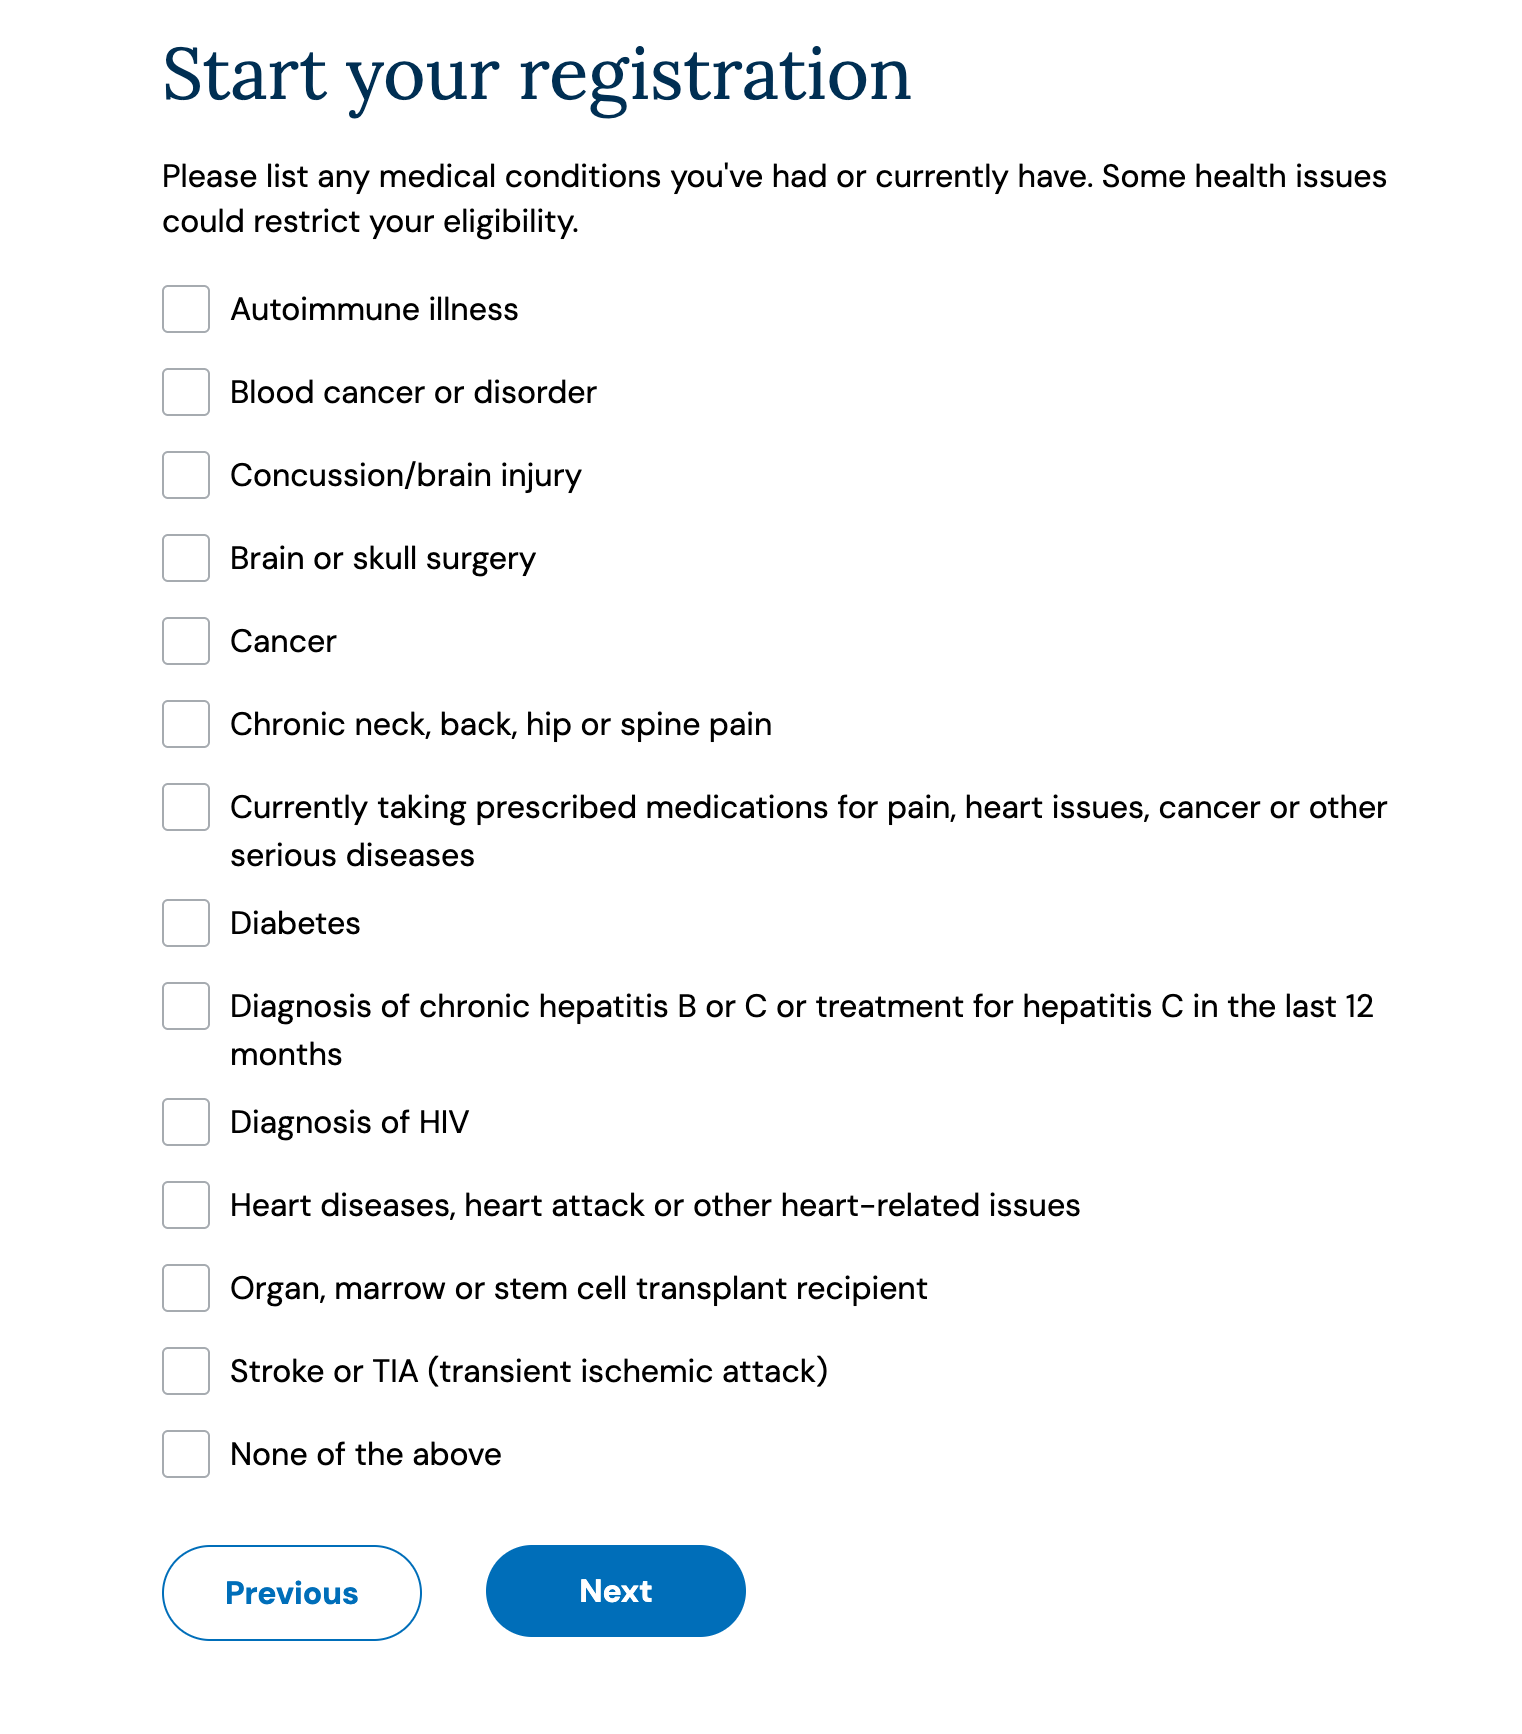 Start your registration
Please list any medical conditions you've had or currently have. Some health issues
could restrict your eligibility.
Autoimmune illness
Blood cancer or disorder
Concussion/brain injury
Brain or skull surgery
Cancer
Chronic neck, back, hip or spine pain
Currently taking prescribed medications for pain, heart issues, cancer or other
serious diseases
Diabetes
Diagnosis of chronic hepatitis B or C or treatment for hepatitis C in the last 12
months
Diagnosis of HIV
Heart diseases, heart attack or other heart-related issues
Organ, marrow or stem cell transplant recipient
Stroke or TIA (transient ischemic attack)
None of the above
Previous Next